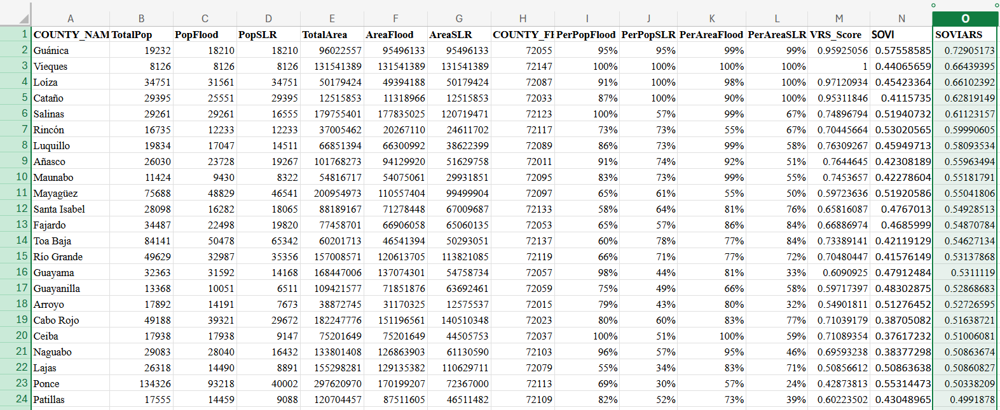 A B C D E F G H I J K L M N O
1 COUNTY_NAM TotalPop PopFlood PopSLR TotalArea AreaFlood AreaSLR COUNTY_FI PerPopFlood PerPopSLR PerAreaFlood PerAreaSLR VRS_Score SOVI SOVIARS
2 Guánica 19232 18210 18210 96022557 95496133 95496133 72055 95% 95% 99% 99% 0.95925056 0.57558585 0.72905173
3 Vieques 8126 8126 8126 131541389 131541389 131541389 72147 100% 100% 100% 100% 1 0.44065659 0.66439395
4 Loíza 34751 31561 34751 50179424 49394188 50179424 72087 91% 100% 98% 100% 0.97120934 0.45423364 0.66102392
5 Cataño 29395 25551 29395 12515853 11318966 12515853 72033 87% 100% 90% 100% 0.95311846 0.4115735 0.62819149
6 Salinas 29261 29261 16555 179755401 177835025 120719471 72123 100% 57% 99% 67% 0.74896794 0.51940732 0.61123157
7 Rincón 16735 12233 12233 37005462 20267110 24611702 72117 73% 73% 55% 67% 0.70445664 0.53020565 0.59990605
8 Luquillo 19834 17047 14511 66851394 66300992 38622399 72089 86% 73% 99% 58% 0.76309267 0.45949713 0.58093534
9 Añasco 26030 23728 19267 101768273 94129920 51629758 72011 91% 74% 92% 51% 0.7644645 0.42308189 0.55963494
10 Maunabo 11424 9430 8322 54816717 54075061 29931851 72095 83% 73% 99% 55% 0.7453657 0.42278604 0.55181791
11 Mayagüez 75688 48829 46541 200954973 110557404 99499904 72097 65% 61% 55% 50% 0.59723636 0.51920586 0.55041806
12 Santa Isabel 28098 16282 18065 88189167 71278448 67009687 72133 58% 64% 81% 76% 0.65816087 0.4767013 0.54928513
13 Fajardo 34487 22498 19820 77458701 66906058 65060135 72053 65% 57% 86% 84% 0.66886974 0.4685999 0.54870784
14 Toa Baja 84141 50478 65342 60201713 46541394 50293051 72137 60% 78% 77% 84% 0.73389141 0.42119129 0.54627134
15 Río Grande 49629 32987 35356 157008571 120613705 113821085 72119 66% 71% 77% 72% 0.70480447 0.41576149 0.53137868
16 Guayama 32363 31592 14168 168447006 137074301 54758734 72057 98% 44% 81% 33% 0.6090925 0.47912484 0.5311119
17 Guayanilla 13368 10051 6511 109421577 71851876 63692461 72059 75% 49% 66% 58% 0.59717397 0.48302875 0.52868683
18 Arroyo 17892 14191 7673 38872745 31170325 12575537 72015 79% 43% 80% 32% 0.54901811 0.51276452 0.52726595
19 Cabo Rojo 49188 39321 29672 182247776 151196561 140510348 72023 80% 60% 83% 77% 0.71039179 0.38705082 0.51638721
20 Ceiba 17938 17938 9147 75201649 75201649 44505753 72037 100% 51% 100% 59% 0.71089354 0.37617232 0.51006081
21 Naguabo 29083 28040 16432 133801408 126863903 61130590 72103 96% 57% 95% 46% 0.69593238 0.38377298 0.50863674
22 Lajas 26318 14490 8891 155298281 129135382 110629711 72079 55% 34% 83% 71% 0.50856612 0.50863638 0.50860827
23 Ponce 134326 93218 40002 297620970 170199207 72367000 72113 69% 30% 57% 24% 0.42873813 0.55314473 0.50338209
24 Patillas 17555 14459 9088 120704457 87511605 46511482 72109 82% 52% 73% 39% 0.60223502 0.43048965 0.4991878